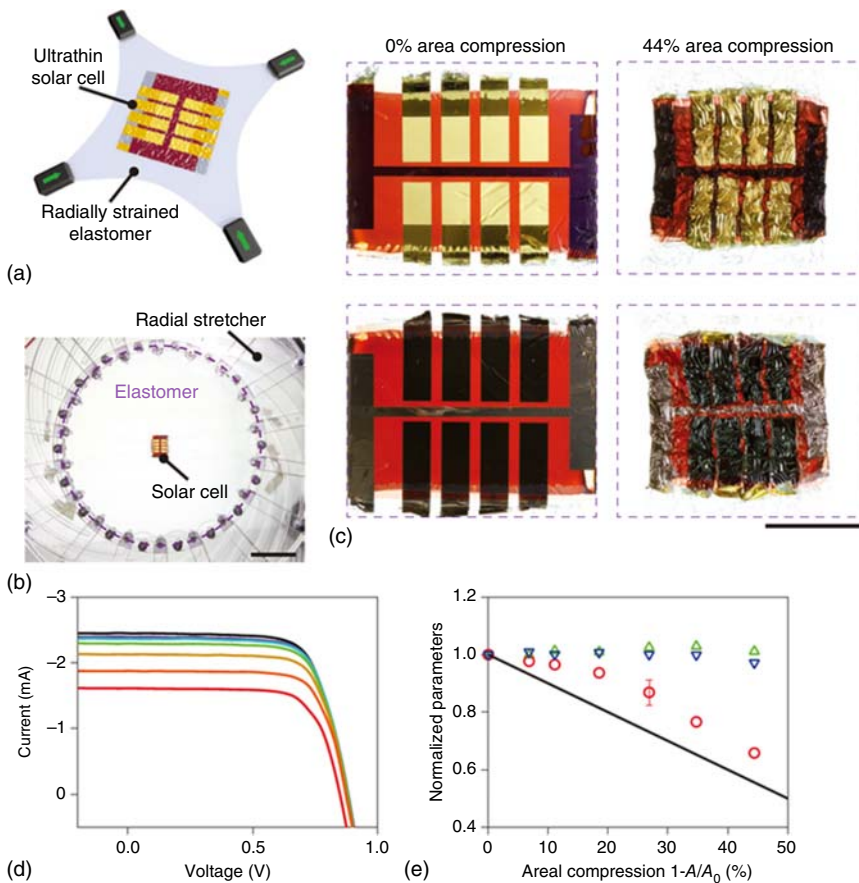 Ultrathin
solar cell
Radially strained
elastomer
(a)
0% area compression
44% area compression
Radial stretcher
Elastomer
Solar cell
(b)
(c)
–3
–2
–1
0
Current (mA)
0.0
0.5
1.0
Voltage (V)
(d)
1.2
1.0
0.8
0.6
0.4
Normalized parameters
0
10
20
30
40
50
Areal compression 1-A/A₀ (%)
(e)